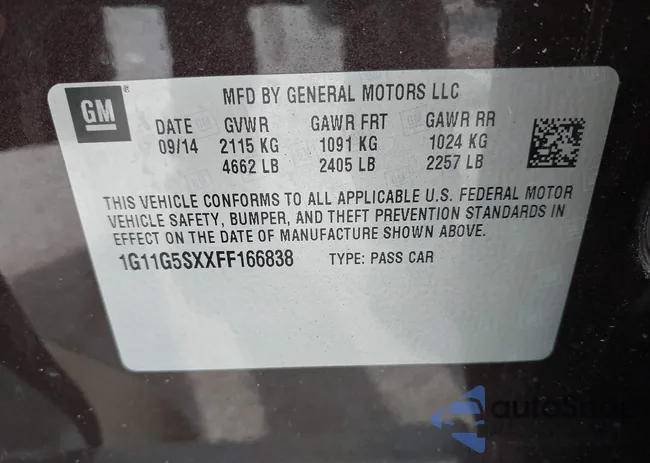 GM®
MFD BY GENERAL MOTORS LLC
DATE GVWR GAWR FRT GAWR RR
09/14 2115 KG 1091 KG 1024 KG
4662 LB 2405 LB 2257 LB
THIS VEHICLE CONFORMS TO ALL APPLICABLE U.S. FEDERAL MOTOR
VEHICLE SAFETY, BUMPER, AND THEFT PREVENTION STANDARDS IN
EFFECT ON THE DATE OF MANUFACTURE SHOWN ABOVE.
1G11G5SXXFF166838 TYPE: PASS CAR